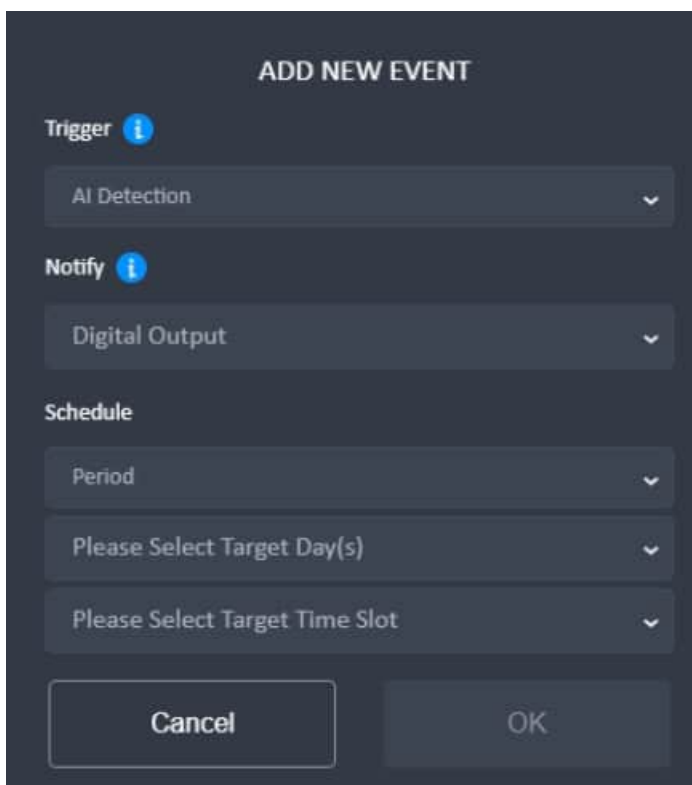 ADD NEW EVENT
Trigger
AI Detection
Notify
Digital Output
Schedule
Period
Please Select Target Day(s)
Please Select Target Time Slot
Cancel OK